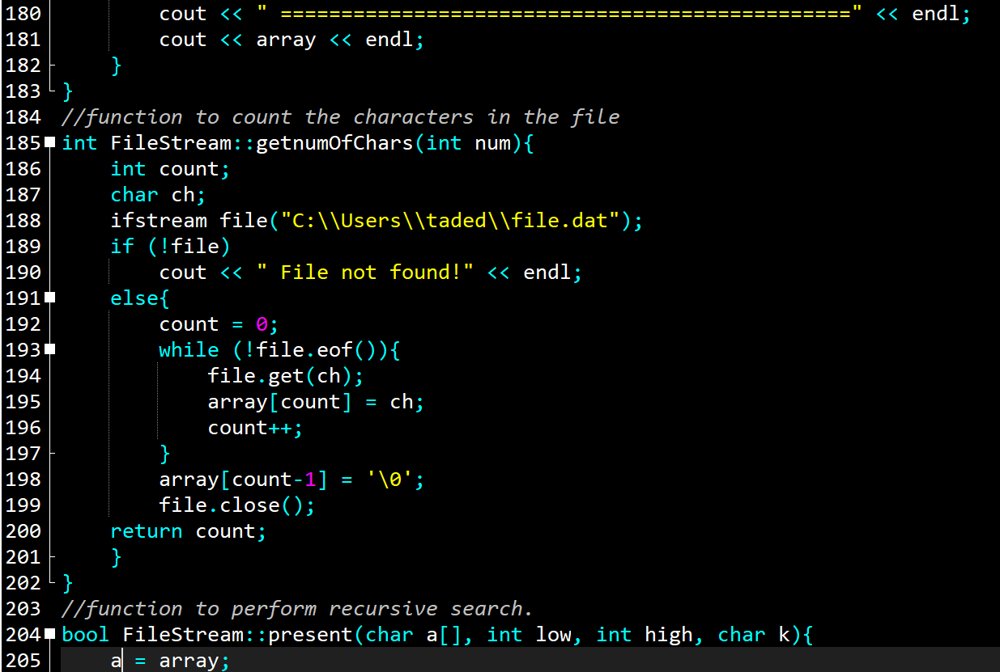 180 cout << " ===============================================" << endl;
181 cout << array << endl;
182 }
183 }
184 //function to count the characters in the file
185 int FileStream::getnumOfChars(int num){
186 int count;
187 char ch;
188 ifstream file("C:\\Users\\taded\\file.dat");
189 if (!file)
190 cout << " File not found!" << endl;
191 else{
192 count = 0;
193 while (!file.eof()){
194 file.get(ch);
195 array[count] = ch;
196 count++;
197 }
198 array[count-1] = '\0';
199 file.close();
200 return count;
201 }
202 }
203 //function to perform recursive search.
204 bool FileStream::present(char a[], int low, int high, char k){
205 a = array;